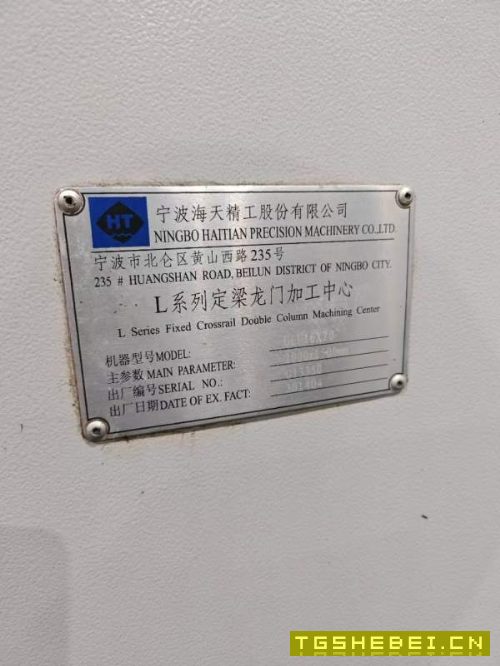 HT
宁波海天精工股份有限公司
NINGBO HAITIAN PRECISION MACHINERY CO.,LTD.
宁波市北仑区黄山西路235号
235 # HUANGSHAN ROAD, BEILUN DISTRICT OF NINGBO CITY.
L系列定梁龙门加工中心
L Series Fixed Crossrail Double Column Machining Center
机器型号MODEL:
主参数MAIN PARAMETER:
出厂编号SERIAL NO.:
出厂日期DATE OF EX. FACT:
TGSHEBEI.CN